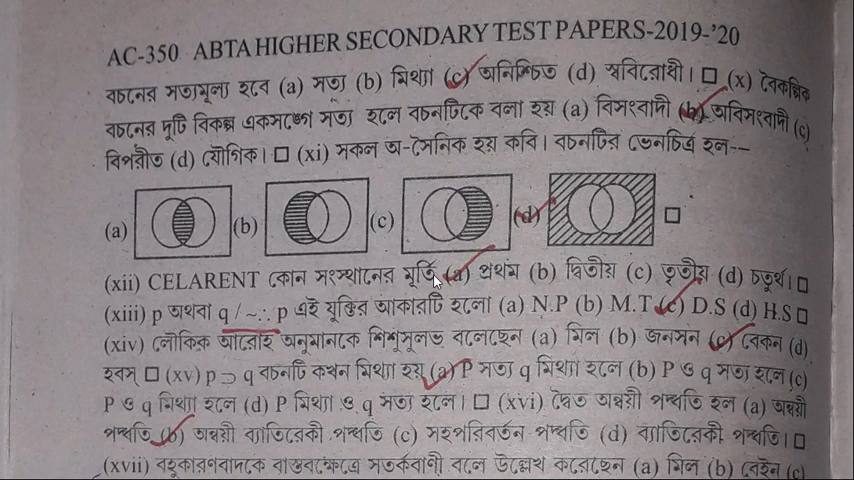 AC-350 ABTA HIGHER SECONDARY TEST PAPERS-2019-'20
বচনের সত্যমূল্য হবে (a) সত্য (b) মিথ্যা (c) অনিশ্চিত (d) স্ববিরোধী। □ (x) বৈকল্পিক
বচনের দুটি বিকল্প একসঙ্গে সত্য হলে বচনটিকে বলা হয় (a) বিসংবাদী (b) অবিসংবাদী (c)
বিপরীত (d) যৌগিক। □ (xi) সকল অ-সৈনিক হয় কবি। বচনটির ভেনচিত্র হল---
(a) (b) (c) (d) □
(xii) CELARENT কোন সংস্থানের মূর্তি (a) প্রথম (b) দ্বিতীয় (c) তৃতীয় (d) চতুর্থ। □
(xiii) p অথবা q / ~∴ p এই যুক্তির আকারটি হলো (a) N.P (b) M.T (c) D.S (d) H.S □
(xiv) লৌকিক আরোহ অনুমানকে শিশুসুলভ বলেছেন (a) মিল (b) জনসন (c) বেকন (d)
হবস্ □ (xv) p ⊃ q বচনটি কখন মিথ্যা হয় (a) P সত্য q মিথ্যা হলে (b) P ও q সত্য হলে (c)
P ও q মিথ্যা হলে (d) P মিথ্যা ও q সত্য হলে। □ (xvi) দ্বৈত অন্বয়ী পদ্ধতি হল (a) অন্বয়ী
পদ্ধতি (b) অন্বয়ী ব্যাতিরেকী পদ্ধতি (c) সহপরিবর্তন পদ্ধতি (d) ব্যাতিরেকী পদ্ধতি। □
(xvii) বহুকারণবাদকে বাস্তবক্ষেত্রে সতর্কবাণী বলে উল্লেখ করেছেন (a) মিল (b) বেইন (c)